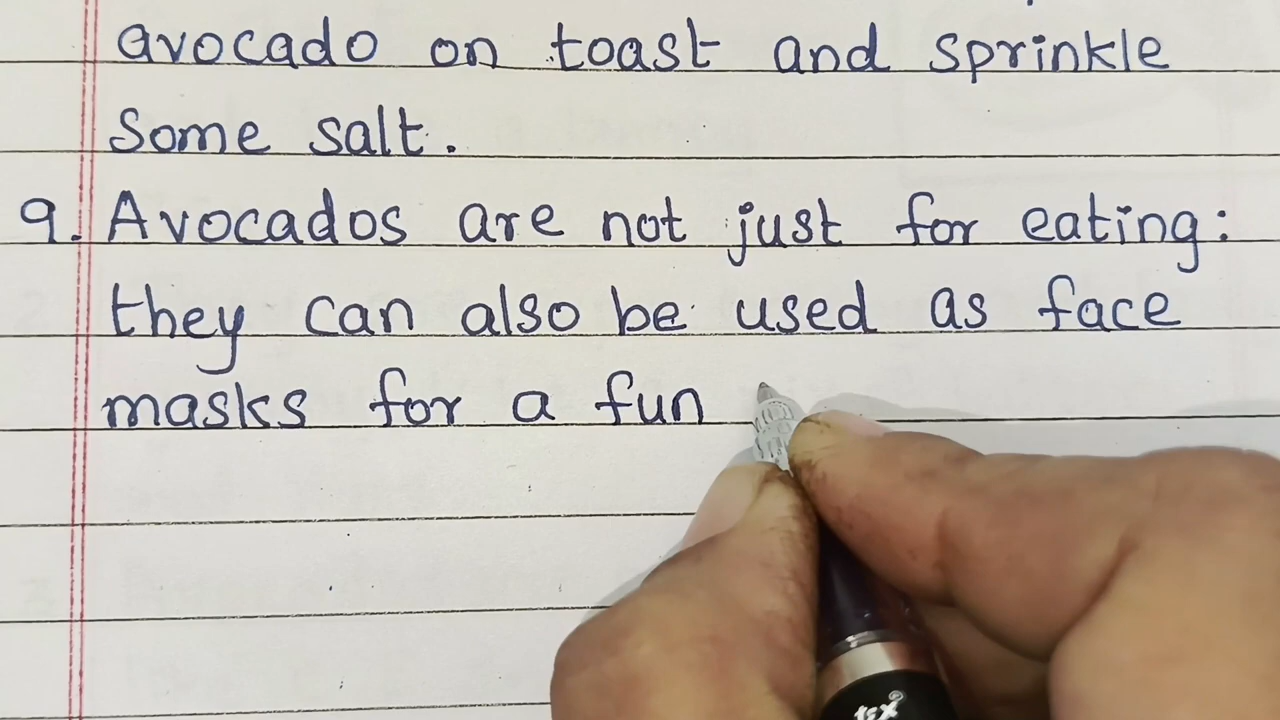 avocado on toast and sprinkle
some salt.
9. Avocados are not just for eating:
they can also be used as face
masks for a fun